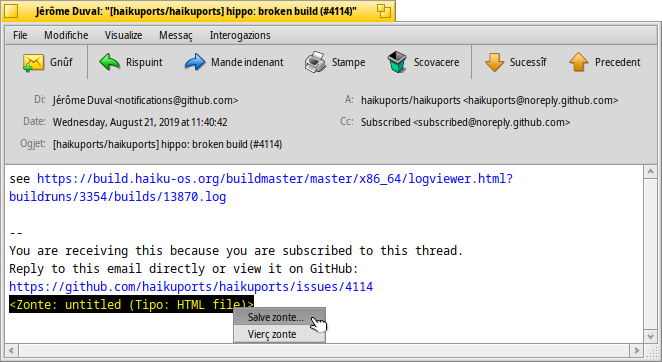 Jérôme Duval: "[haikuports/haikuports] hippo: broken build (#4114)"
File Modifiche Visualize Messaç Interogazions
Gnûf Rispuint Mande indenant Stampe Scovacere Sucessîf Precedent
Di: Jérôme Duval <notifications@github.com> A: haikuports/haikuports <haikuports@noreply.github.com>
Date: Wednesday, August 21, 2019 at 11:40:42 Cc: Subscribed <subscribed@noreply.github.com>
Ogjet: [haikuports/haikuports] hippo: broken build (#4114)
see https://build.haiku-os.org/buildmaster/master/x86_64/logviewer.html?
buildruns/3354/builds/13870.log
--
You are receiving this because you are subscribed to this thread.
Reply to this email directly or view it on GitHub:
https://github.com/haikuports/haikuports/issues/4114
<Zonte: untitled (Tipo: HTML file)>
Salve zonte...
Vierç zonte